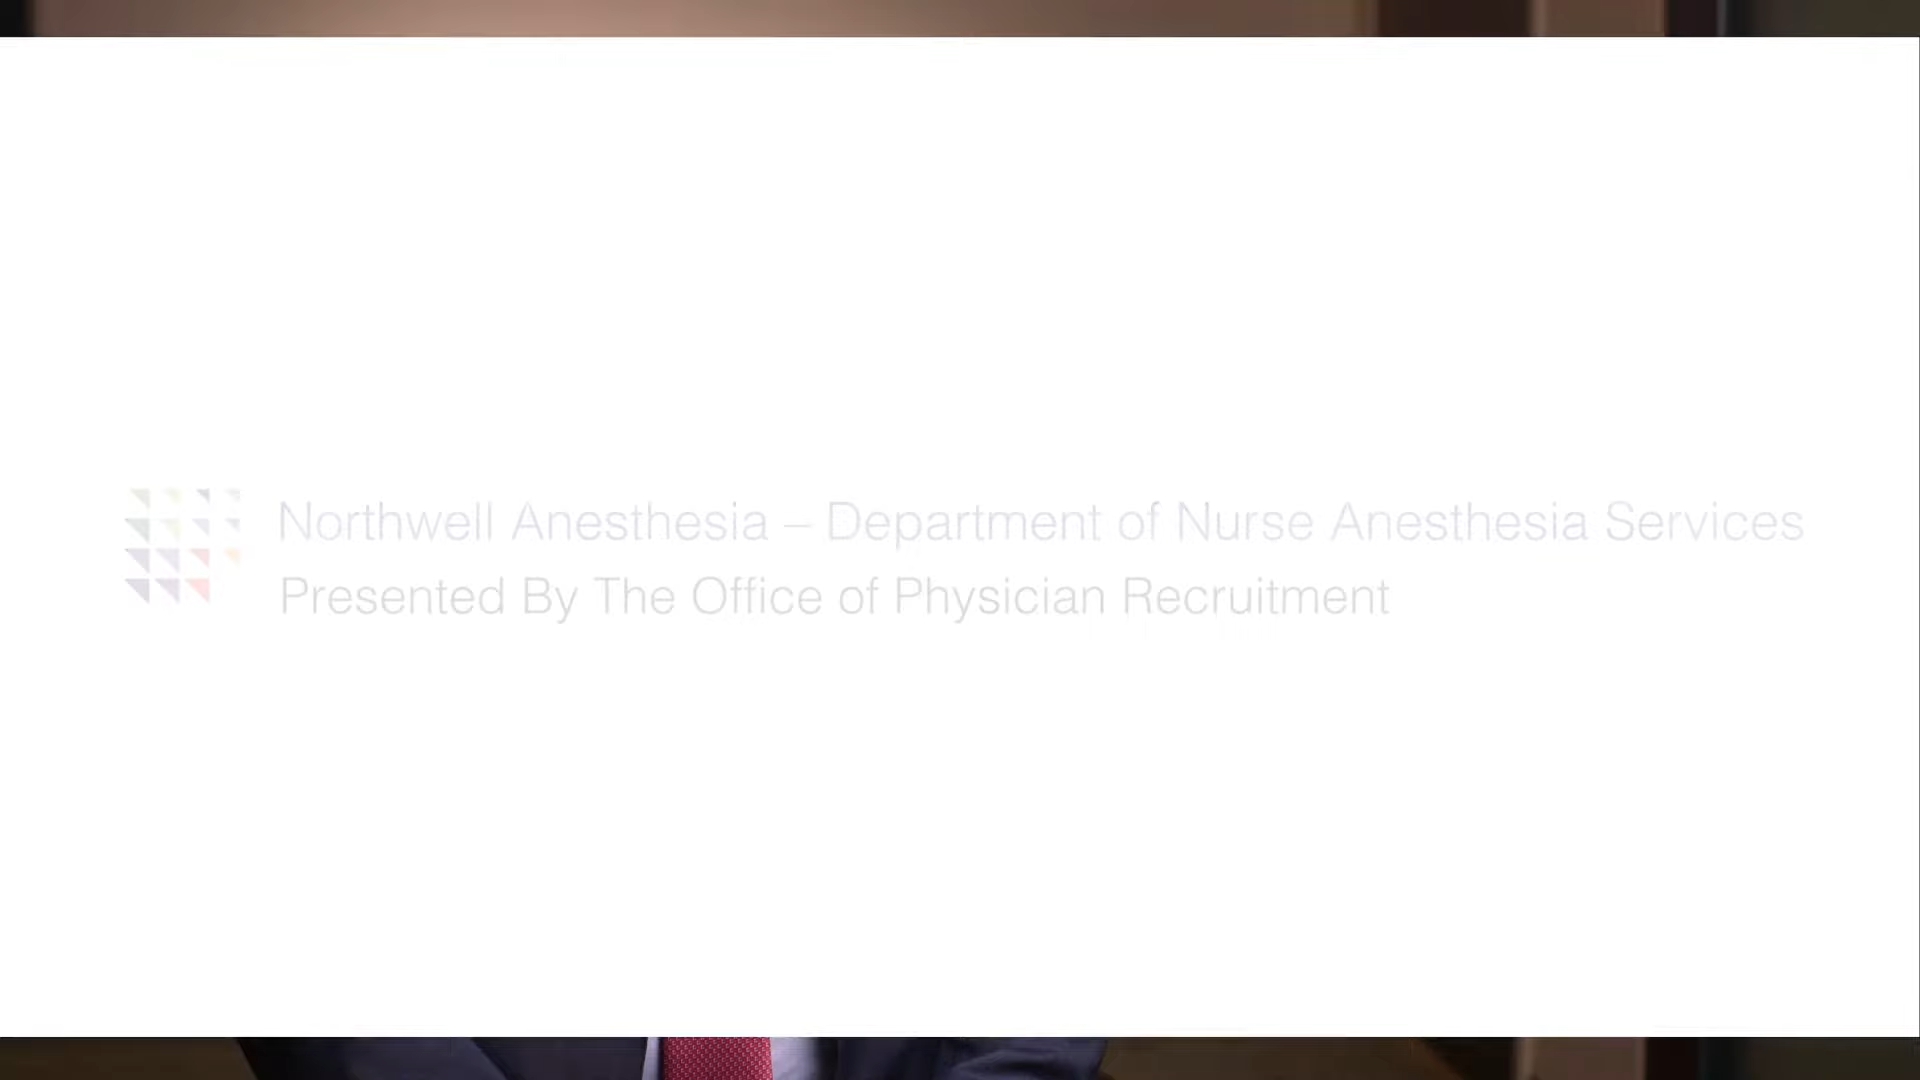 Northwell Anesthesia – Department of Nurse Anesthesia Services
Presented By The Office of Physician Recruitment